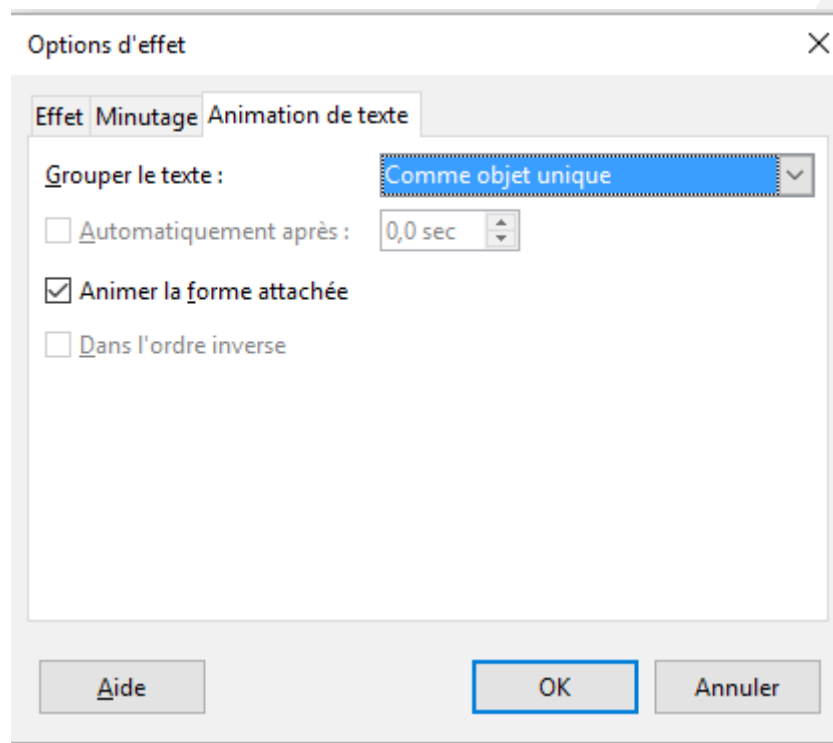 Options d'effet
Effet Minutage Animation de texte
Grouper le texte : Comme objet unique
Automatiquement après : 0,0 sec
Animer la forme attachée
Dans l'ordre inverse
Aide OK Annuler